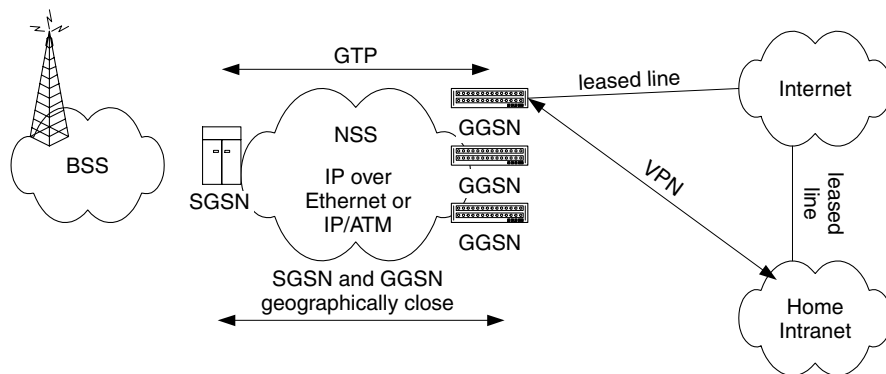 GTP
leased line
Internet
GGSN
BSS
NSS
SGSN
IP over
Ethernet or
IP/ATM
GGSN
VPN
leased
line
GGSN
SGSN and GGSN
geographically close
Home
Intranet